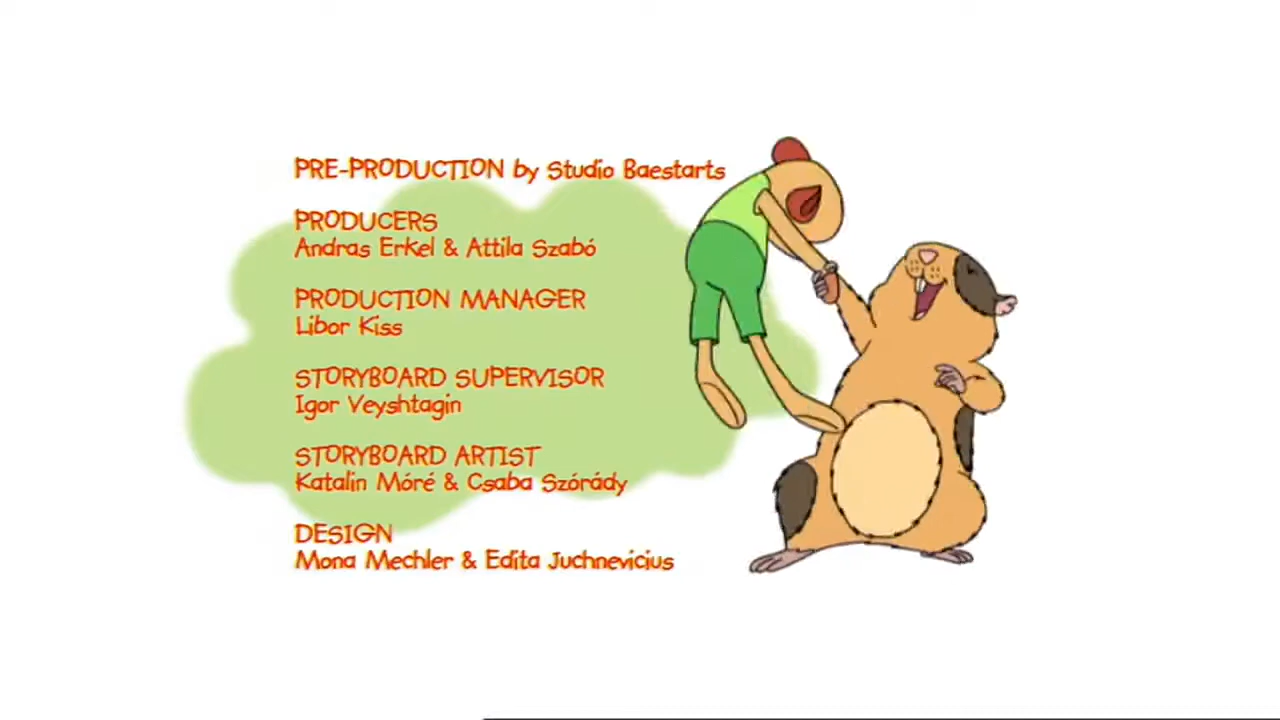 PRE-PRODUCTION by Studio Baestarts
PRODUCERS
Andras Erkel & Attila Szabó
PRODUCTION MANAGER
Libor Kiss
STORYBOARD SUPERVISOR
Igor Veyshtagin
STORYBOARD ARTIST
Katalin Móré & Csaba Szórády
DESIGN
Mona Mechler & Edita Juchnevicius